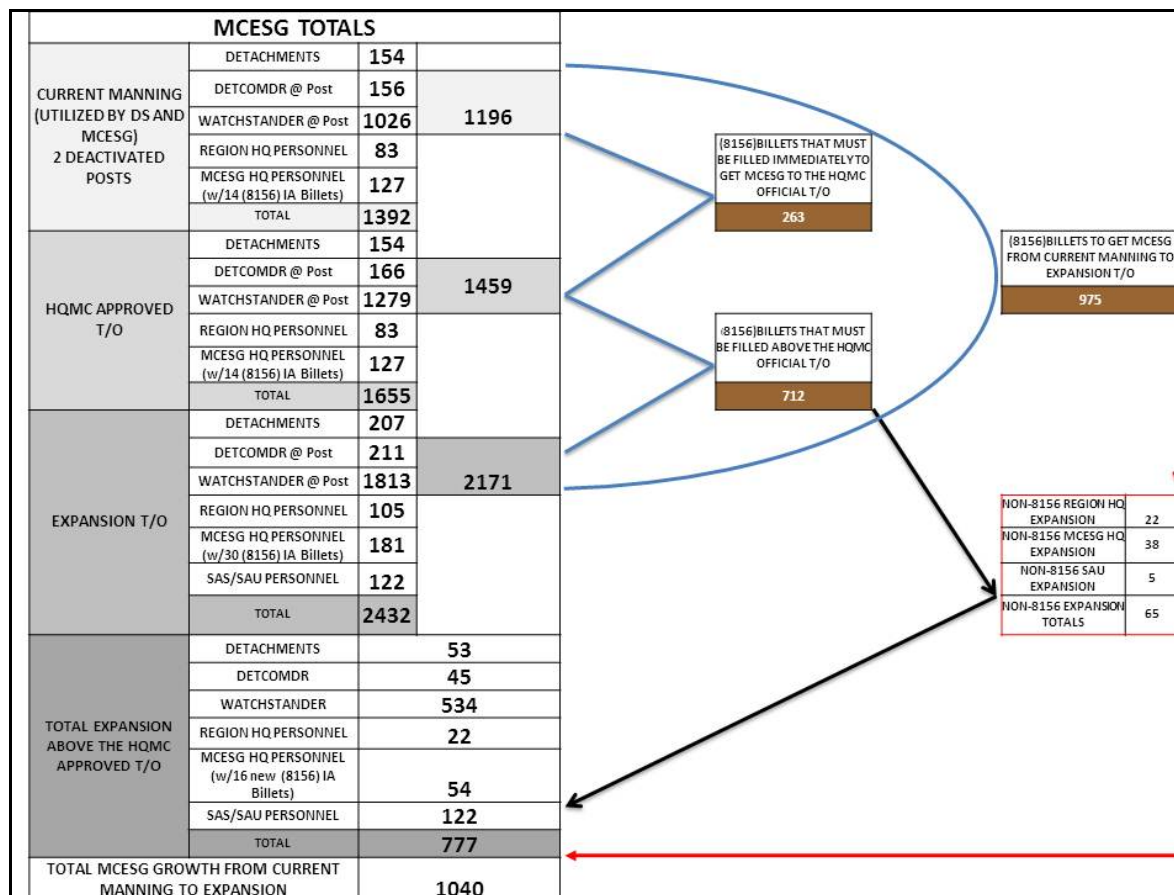 MCESG TOTALS
CURRENT MANNING
(UTILIZED BY DS AND
MCESG)
2 DEACTIVATED
POSTS
DETACHMENTS 154
DETCOMDR @ Post 156
WATCHSTANDER @ Post 1026
1196
REGION HQ PERSONNEL 83
MCESG HQ PERSONNEL
(w/14 (8156) IA Billets) 127
TOTAL 1392
HQMC APPROVED
T/O
DETACHMENTS 154
DETCOMDR @ Post 166
WATCHSTANDER @ Post 1279
1459
REGION HQ PERSONNEL 83
MCESG HQ PERSONNEL
(w/14 (8156) IA Billets) 127
TOTAL 1655
EXPANSION T/O
DETACHMENTS 207
DETCOMDR @ Post 211
WATCHSTANDER @ Post 1813
2171
REGION HQ PERSONNEL 105
MCESG HQ PERSONNEL
(w/30 (8156) IA Billets) 181
SAS/SAU PERSONNEL 122
TOTAL 2432
TOTAL EXPANSION
ABOVE THE HQMC
APPROVED T/O
DETACHMENTS 53
DETCOMDR 45
WATCHSTANDER 534
REGION HQ PERSONNEL 22
MCESG HQ PERSONNEL
(w/16 new (8156) IA
Billets) 54
SAS/SAU PERSONNEL 122
TOTAL 777
TOTAL MCESG GROWTH FROM CURRENT
MANNING TO EXPANSION 1040
(8156)BILLETS THAT MUST
BE FILLED IMMEDIATELY TO
GET MCESG TO THE HQMC
OFFICIAL T/O
263
(8156)BILLETS THAT MUST
BE FILLED ABOVE THE HQMC
OFFICIAL T/O
712
(8156)BILLETS TO GET MCESG
FROM CURRENT MANNING TO
EXPANSION T/O
975
NON-8156 REGION HQ
EXPANSION 22
NON-8156 MCESG HQ
EXPANSION 38
NON-8156 SAU
EXPANSION 5
NON-8156 EXPANSION
TOTALS 65